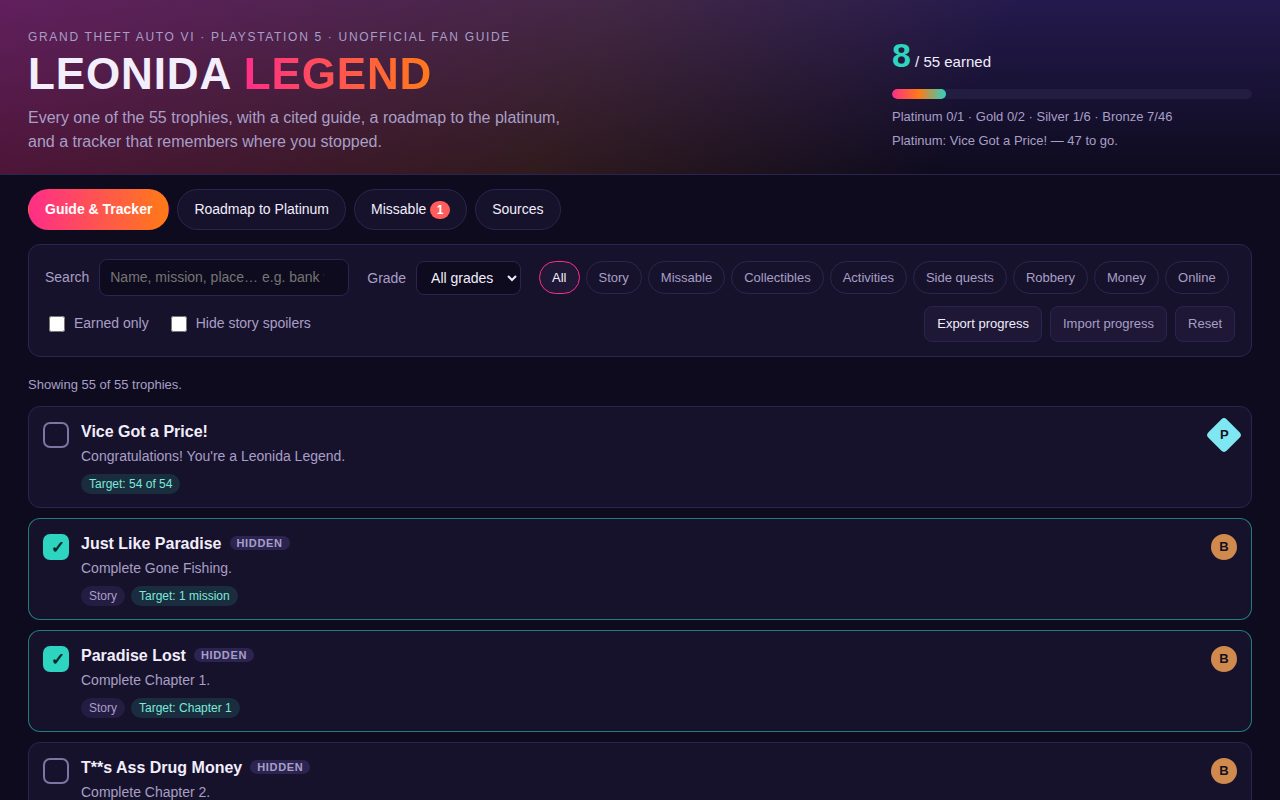 GRAND THEFT AUTO VI · PLAYSTATION 5 · UNOFFICIAL FAN GUIDE
LEONIDA LEGEND
Every one of the 55 trophies, with a cited guide, a roadmap to the platinum,
and a tracker that remembers where you stopped.
8 / 55 earned
Platinum 0/1 · Gold 0/2 · Silver 1/6 · Bronze 7/46
Platinum: Vice Got a Price! — 47 to go.
Guide & Tracker
Roadmap to Platinum
Missable 1
Sources
Search
Name, mission, place… e.g. bank
Grade
All grades
All
Story
Missable
Collectibles
Activities
Side quests
Robbery
Money
Online
Earned only
Hide story spoilers
Export progress
Import progress
Reset
Showing 55 of 55 trophies.
Vice Got a Price!
P
Congratulations! You're a Leonida Legend.
Target: 54 of 54
Just Like Paradise HIDDEN
B
Complete Gone Fishing.
Story
Target: 1 mission
Paradise Lost HIDDEN
B
Complete Chapter 1.
Story
Target: Chapter 1
T**s Ass Drug Money HIDDEN
B
Complete Chapter 2.